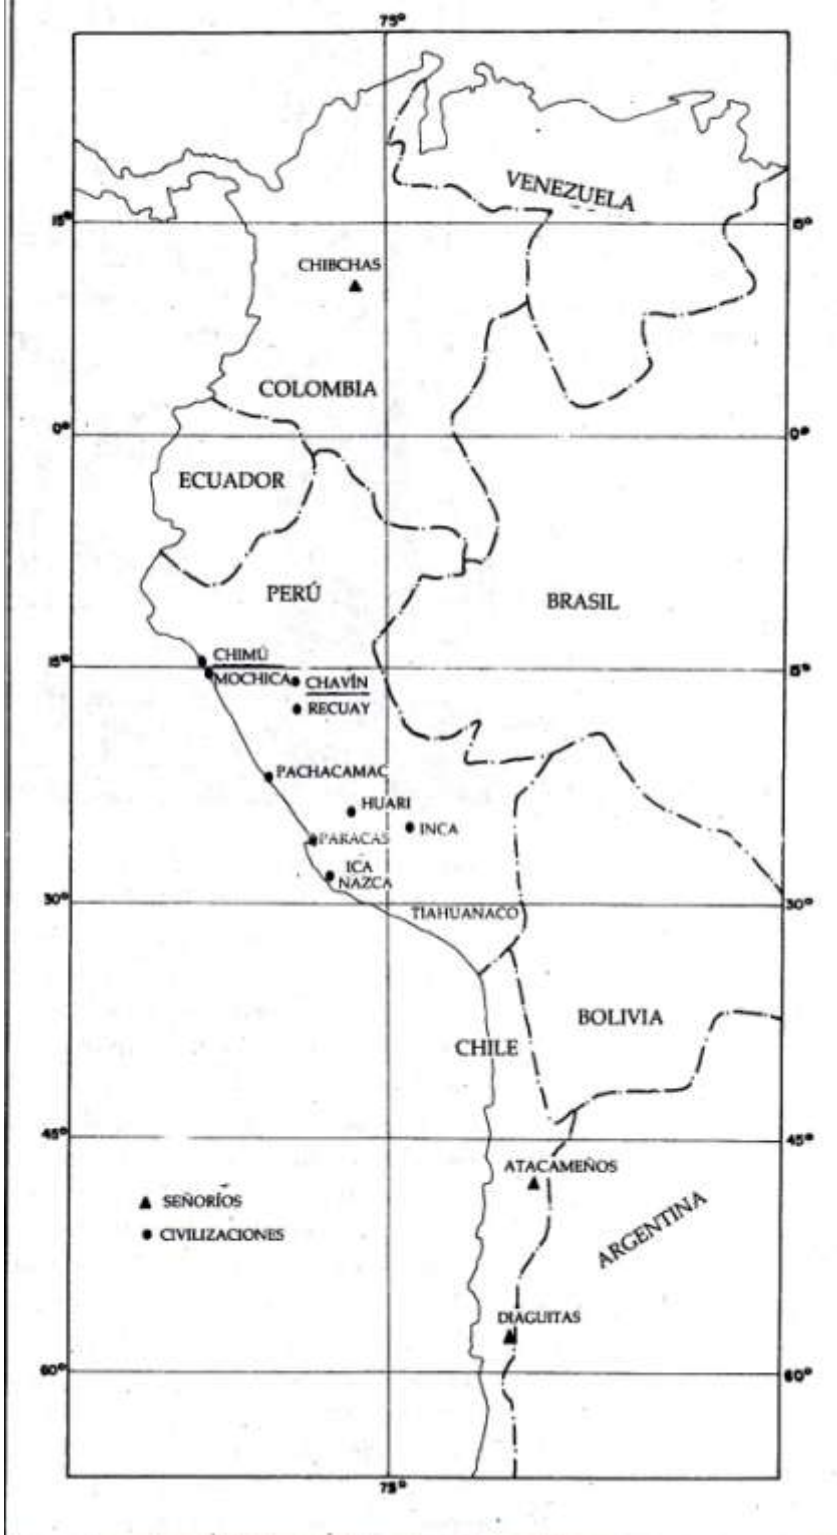 75°
VENEZUELA
15°
5°
CHIBCHAS
COLOMBIA
0°
0°
ECUADOR
PERÚ
BRASIL
15°
15°
CHIMÚ
MOCHICA
CHAVÍN
RECUAY
PACHACAMAC
HUARI
INCA
PARACAS
ICA
NAZCA
30°
30°
TIAHUANACO
BOLIVIA
CHILE
45°
45°
ATACAMEÑOS
SEÑORÍOS
CIVILIZACIONES
ARGENTINA
DIAGUITAS
60°
60°
75°